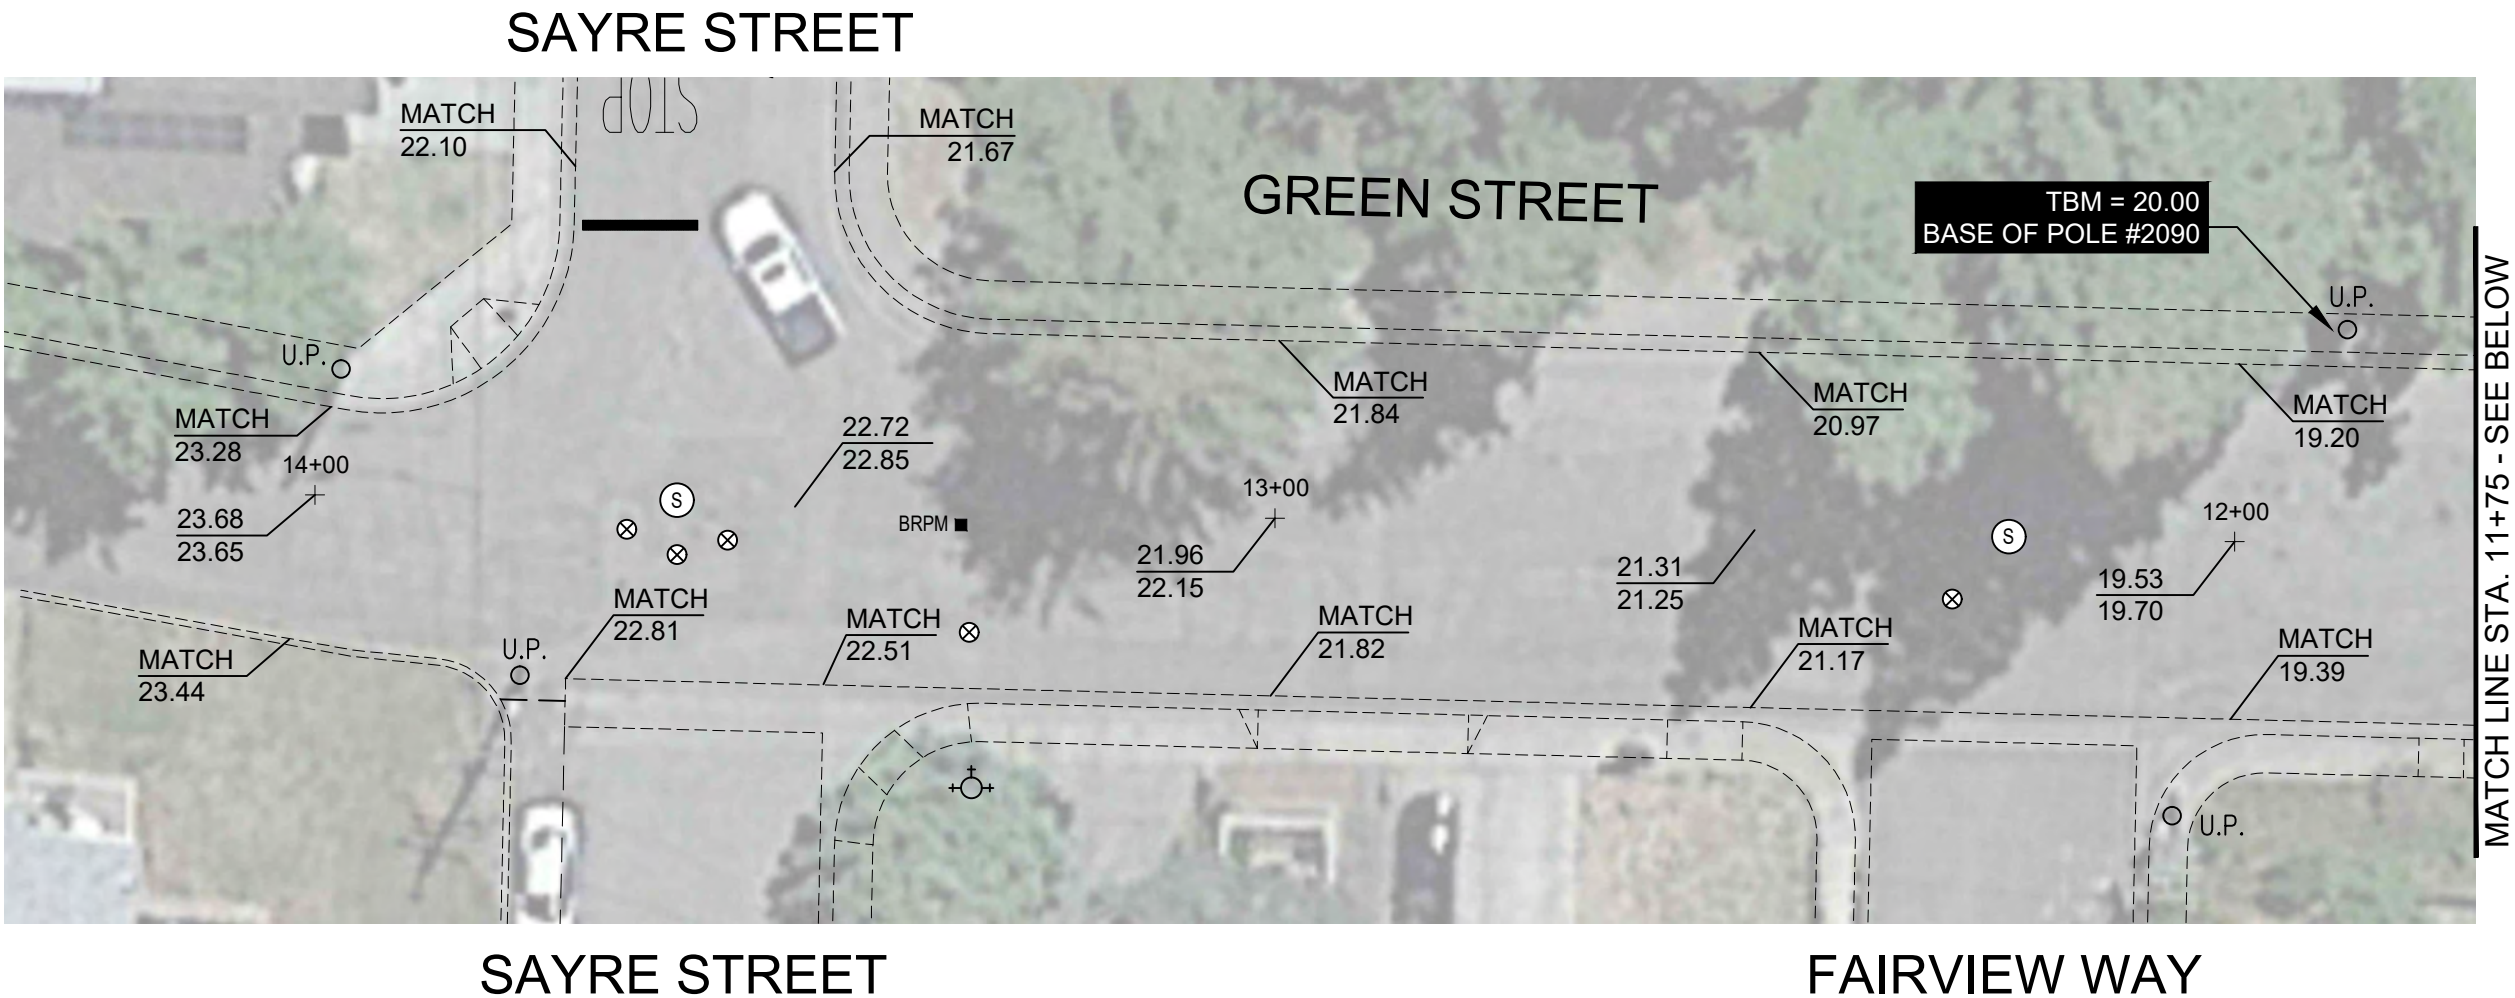 SAYRE STREET
STOP
MATCH
22.10
MATCH
21.67
GREEN STREET
TBM = 20.00
BASE OF POLE #2090
U.P.
MATCH LINE STA. 11+75 - SEE BELOW
U.P.
MATCH
23.28
14+00
23.68
23.65
22.72
22.85
S
BRPM
MATCH
21.84
13+00
21.96
22.15
MATCH
20.97
MATCH
19.20
12+00
S
21.31
21.25
19.53
19.70
MATCH
23.44
U.P.
MATCH
22.81
MATCH
22.51
MATCH
21.82
MATCH
21.17
MATCH
19.39
U.P.
SAYRE STREET
FAIRVIEW WAY